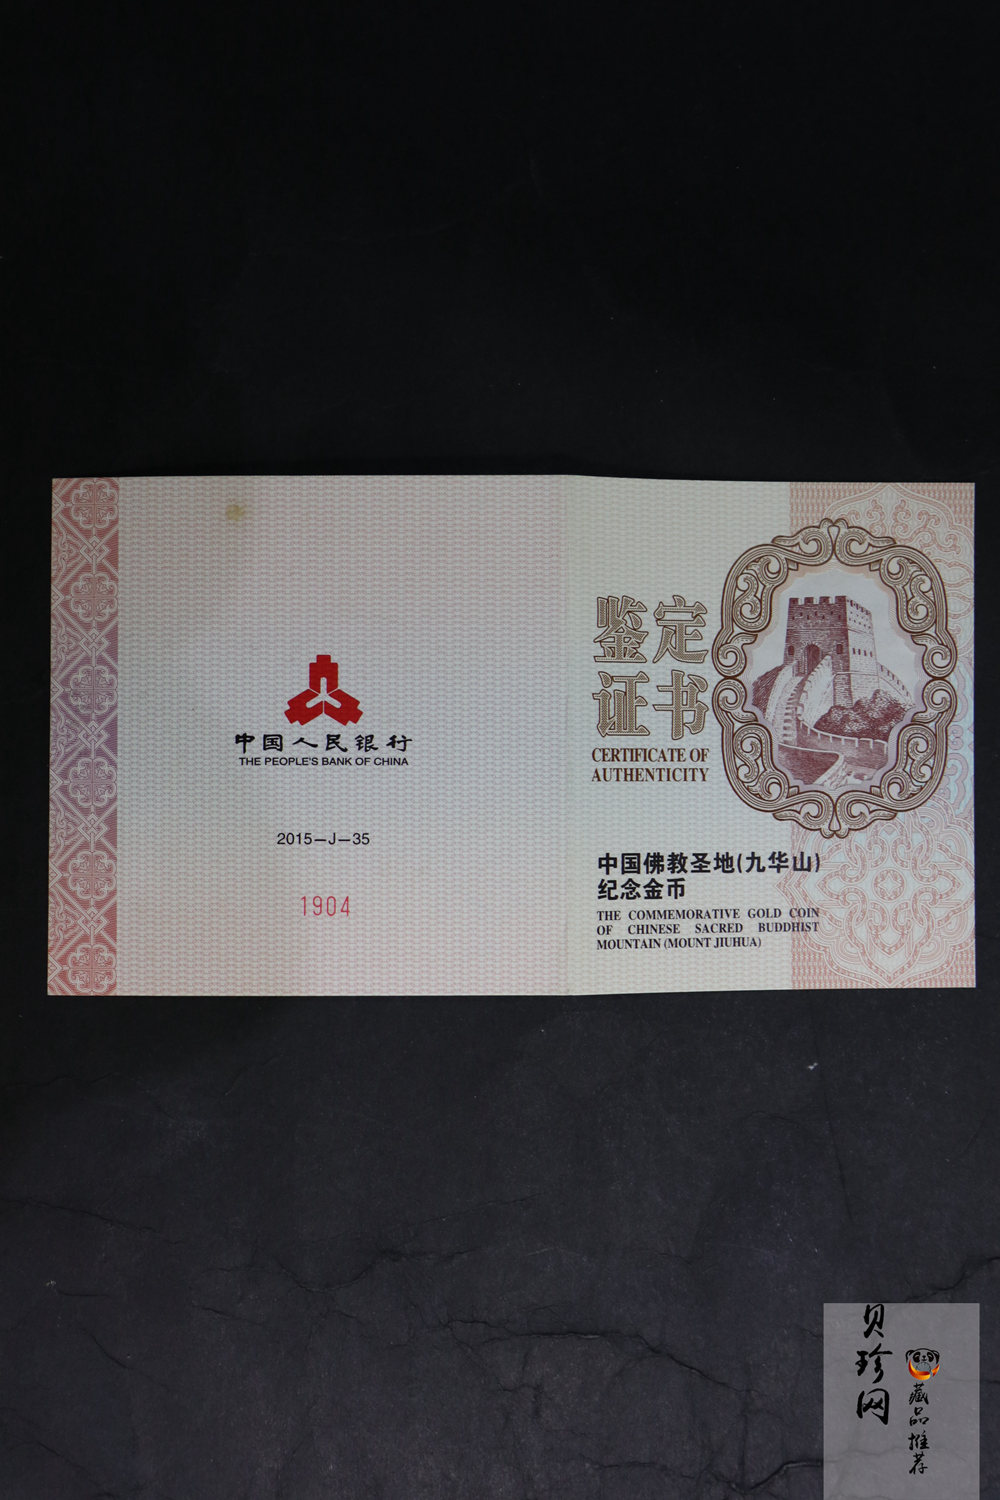 中国人民银行
THE PEOPLE'S BANK OF CHINA
2015—J—35
1904
鉴定
证书
CERTIFICATE OF
AUTHENTICITY
中国佛教圣地(九华山)
纪念金币
THE COMMEMORATIVE GOLD COIN
OF CHINESE SACRED BUDDHIST
MOUNTAIN (MOUNT JIUHUA)
贝珍网
藏品推荐